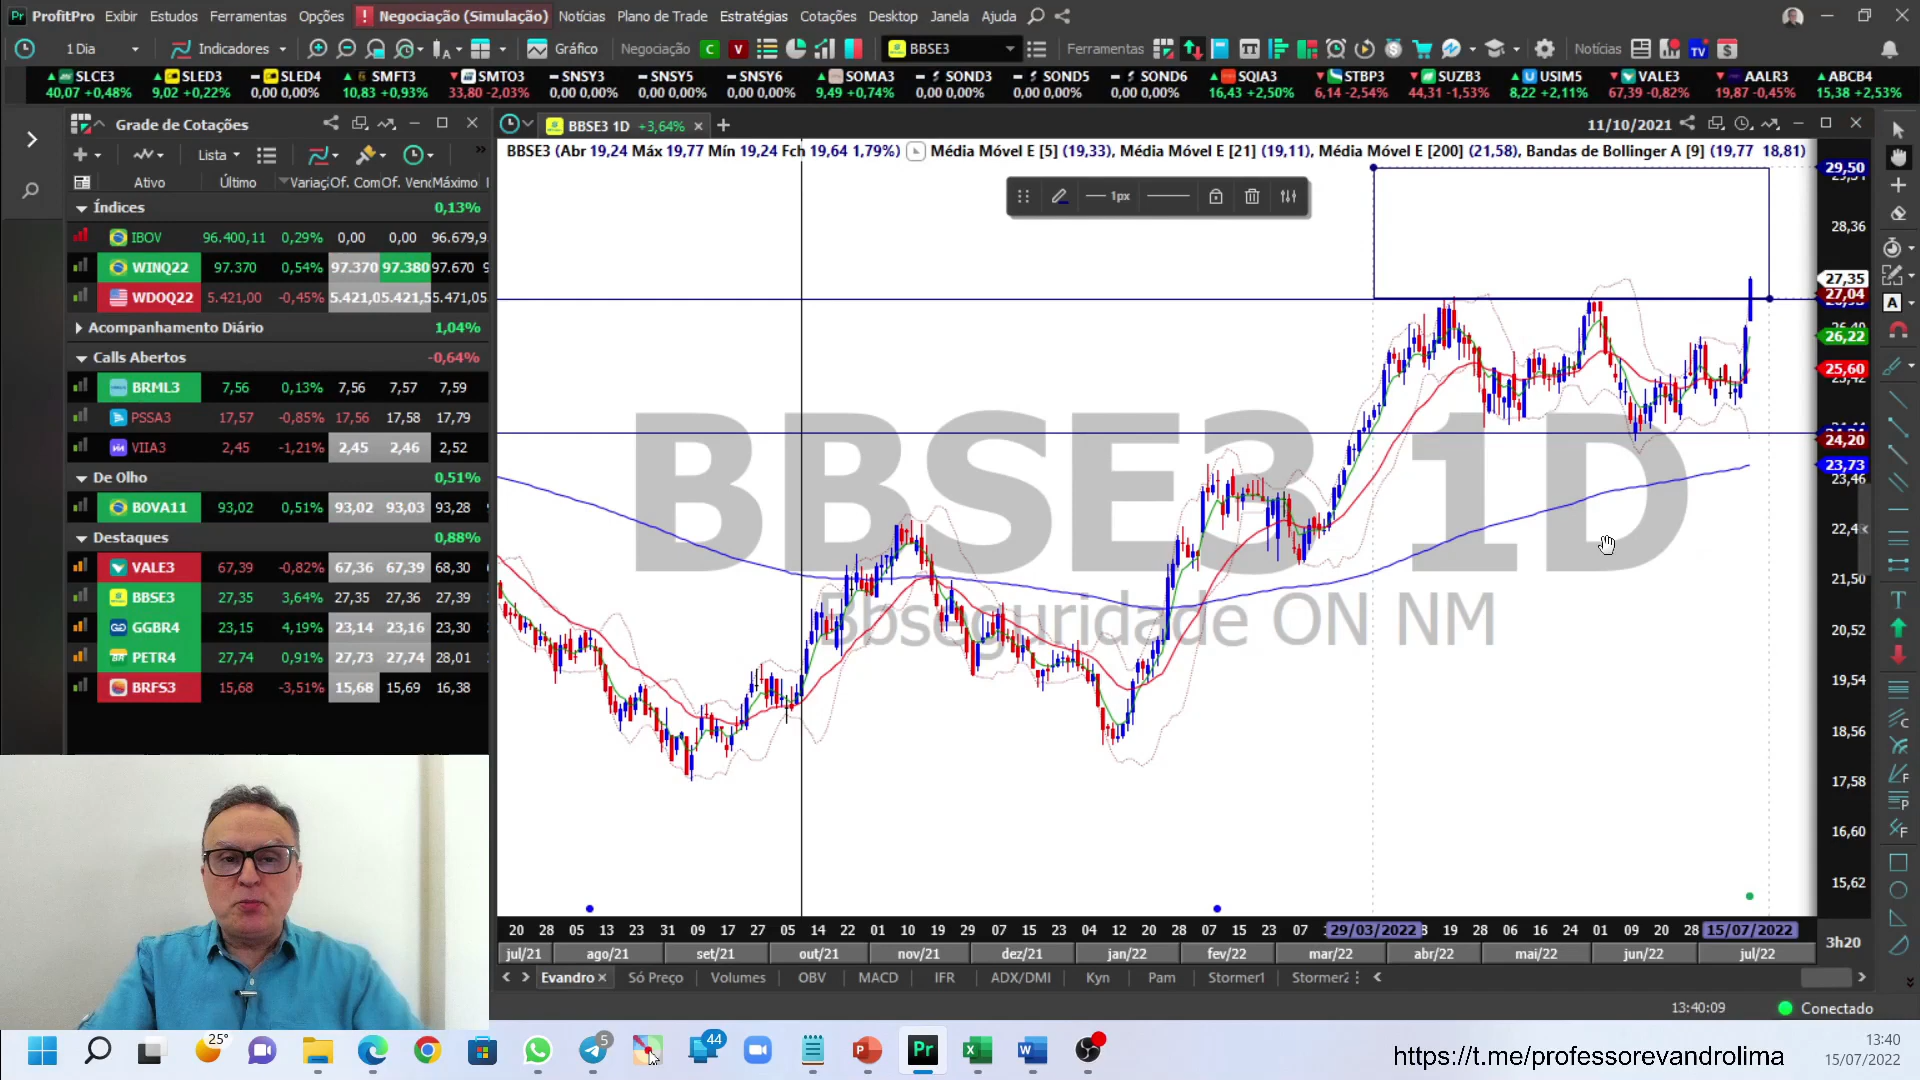 ProfitPro Exibir Estudos Ferramentas Opções ! Negociação (Simulação) Notícias Plano de Trade Estratégias Cotações Desktop Janela Ajuda
1 Dia Indicadores Gráfico Negociação C V BBSE3 Ferramentas Notícias
SLCE3 SLED3 SLED4 SMFT3 SMTO3 SNSY3 SNSY5 SNSY6 SOMA3 SOND3 SOND5 SOND6 SQIA3 STBP3 SUZB3 USIM5 VALE3 AALR3 ABCB4
40,07 +0,48% 9,02 +0,22% 0,00 0,00% 10,83 +0,93% 33,80 -2,03% 0,00 0,00% 0,00 0,00% 0,00 0,00% 9,49 +0,74% 0,00 0,00% 0,00 0,00% 0,00 0,00% 16,43 +2,50% 6,14 -2,54% 44,31 -1,53% 8,22 +2,11% 67,39 -0,82% 19,87 -0,45% 15,38 +2,53%
Grade de Cotações
Lista
Ativo Último Variaç Of. Com Of. Ven Máximo
Índices 0,13%
IBOV 96.400,11 0,29% 0,00 0,00 96.679,9
WINQ22 97.370 0,54% 97.370 97.380 97.670
WDOQ22 5.421,00 -0,45% 5.421,0 5.421,5 5.471,05
Acompanhamento Diário 1,04%
Calls Abertos -0,64%
BRML3 7,56 0,13% 7,56 7,57 7,59
PSSA3 17,57 -0,85% 17,56 17,58 17,79
VIIA3 2,45 -1,21% 2,45 2,46 2,52
De Olho 0,51%
BOVA11 93,02 0,51% 93,02 93,03 93,28
Destaques 0,88%
VALE3 67,39 -0,82% 67,36 67,39 68,30
BBSE3 27,35 3,64% 27,35 27,36 27,39
GGBR4 23,15 4,19% 23,14 23,16 23,30
PETR4 27,74 0,91% 27,73 27,74 28,01
BRFS3 15,68 -3,51% 15,68 15,69 16,38
BBSE3 1D +3,64% 11/10/2021
BBSE3 (Abr 19,24 Máx 19,77 Mín 19,24 Fch 19,64 1,79%) Média Móvel E [5] (19,33), Média Móvel E [21] (19,11), Média Móvel E [200] (21,58), Bandas de Bollinger A [9] (19,77 18,81)
1px
BBSE3 1D
Bbseguridade ON NM
29,50
28,36
27,35
27,04
26,22
25,60
24,20
23,73
23,46
22,4
21,50
20,52
19,54
18,56
17,58
16,60
15,62
20 28 05 13 23 31 09 17 27 05 14 22 01 10 19 29 08 16 27 04 12 20 28 07 15 23 07 29/03/2022 19 28 06 16 24 01 09 20 28 15/07/2022
jul/21 ago/21 set/21 out/21 nov/21 dez/21 jan/22 fev/22 mar/22 abr/22 mai/22 jun/22 jul/22
3h20
Evandro Só Preço Volumes OBV MACD IFR ADX/DMI Kyn Pam Stormer1 Stormer2
13:40:09 Conectado
25° 5 44
https://t.me/professorevandrolima
13:40
15/07/2022